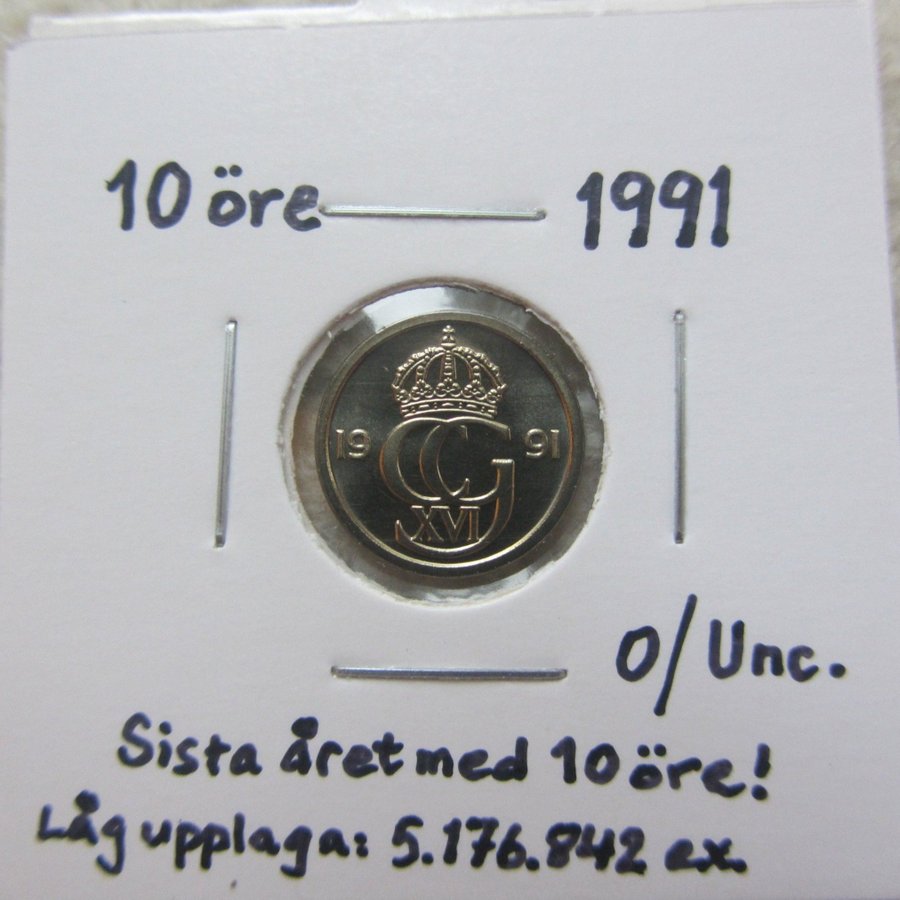 10 öre 1991
19 91
XVI
0/Unc.
Sista året med 10 öre!
Låg upplaga: 5.176.842 ex.